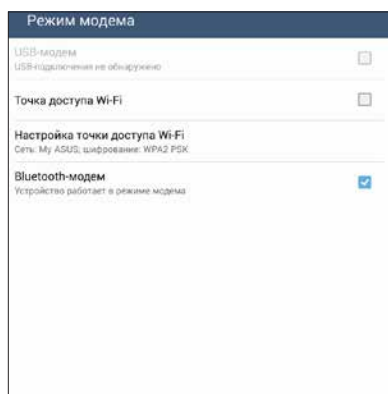 Режим модема
USB-модем
USB-подключения не обнаружено
Точка доступа Wi-Fi
Настройка точки доступа Wi-Fi
Сеть: My ASUS; шифрование: WPA2 PSK
Bluetooth-модем
Устройство работает в режиме модема